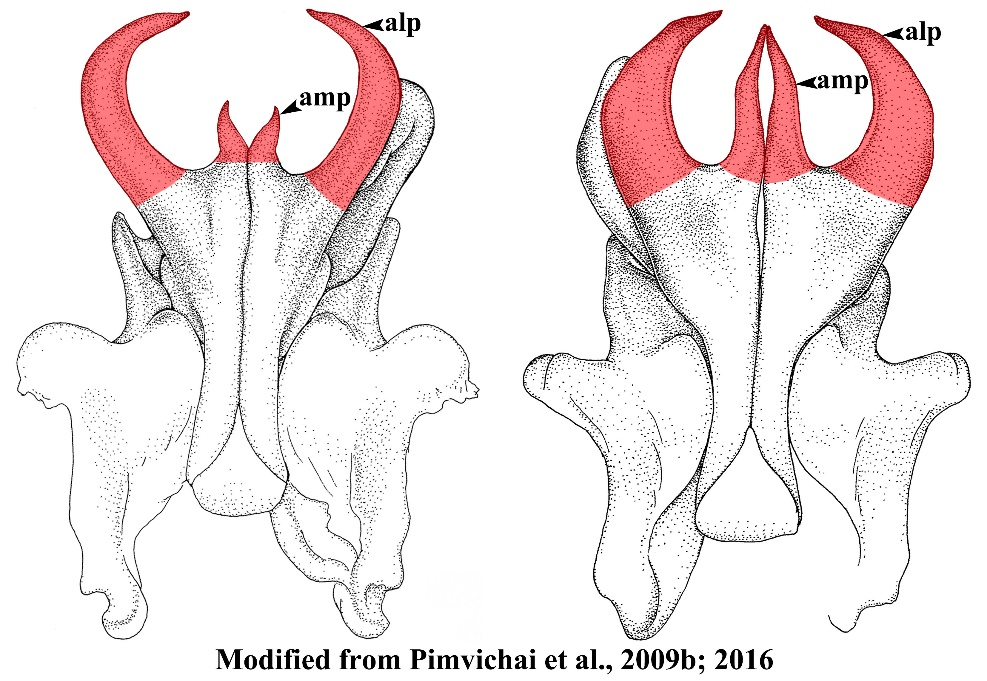 alp
amp
alp
amp
Modified from Pimvichai et al., 2009b; 2016